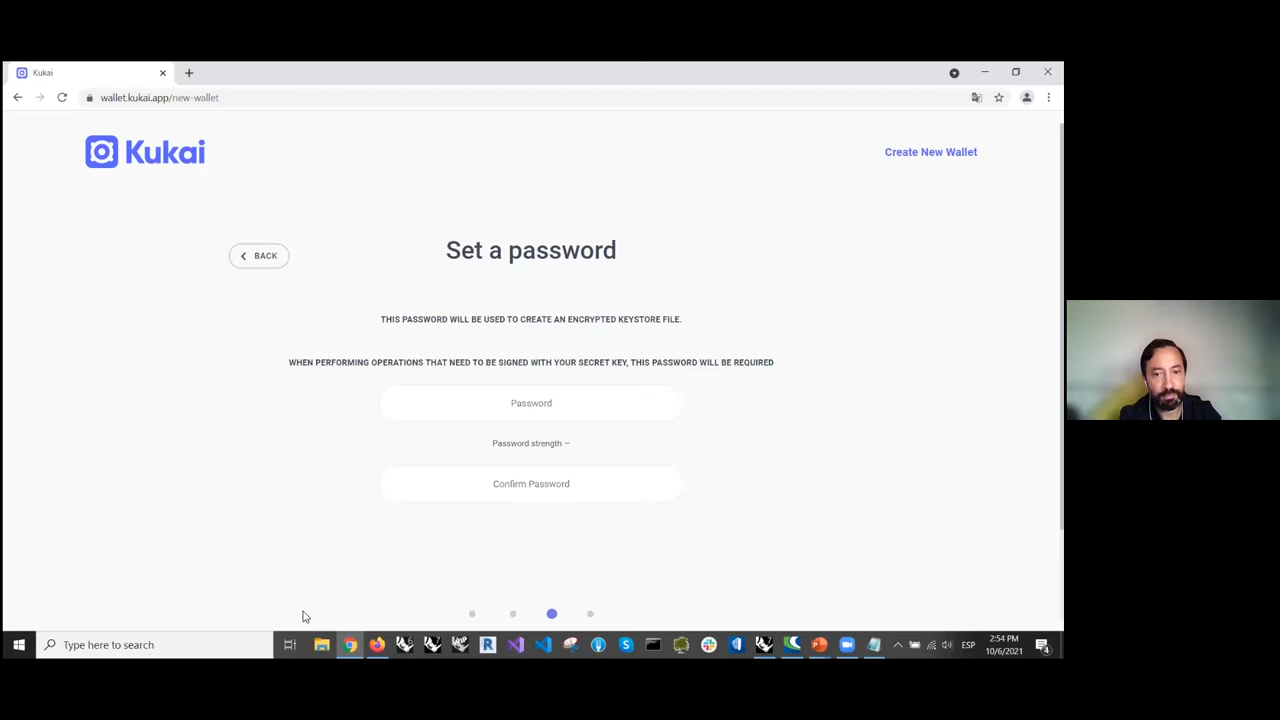 Kukai
wallet.kukai.app/new-wallet
Kukai
Create New Wallet
BACK
Set a password
THIS PASSWORD WILL BE USED TO CREATE AN ENCRYPTED KEYSTORE FILE.
WHEN PERFORMING OPERATIONS THAT NEED TO BE SIGNED WITH YOUR SECRET KEY, THIS PASSWORD WILL BE REQUIRED
Password
Password strength —
Confirm Password
Type here to search
ESP
2:54 PM
10/6/2021
4